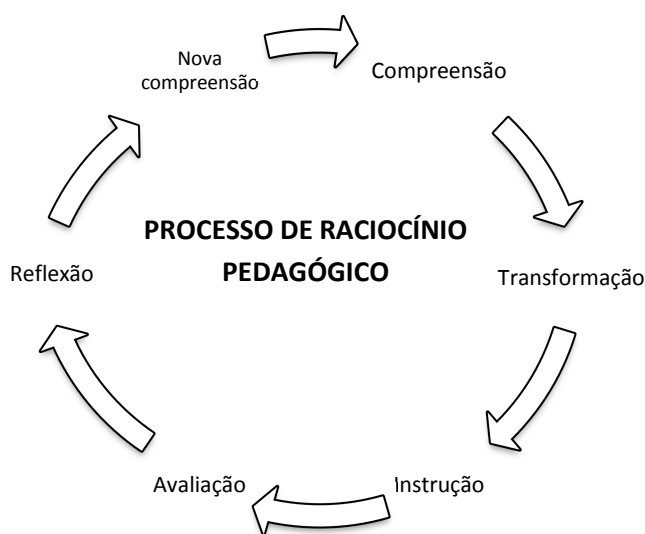 Nova
compreensão
Compreensão
PROCESSO DE RACIOCÍNIO
PEDAGÓGICO
Reflexão
Transformação
Avaliação
Instrução